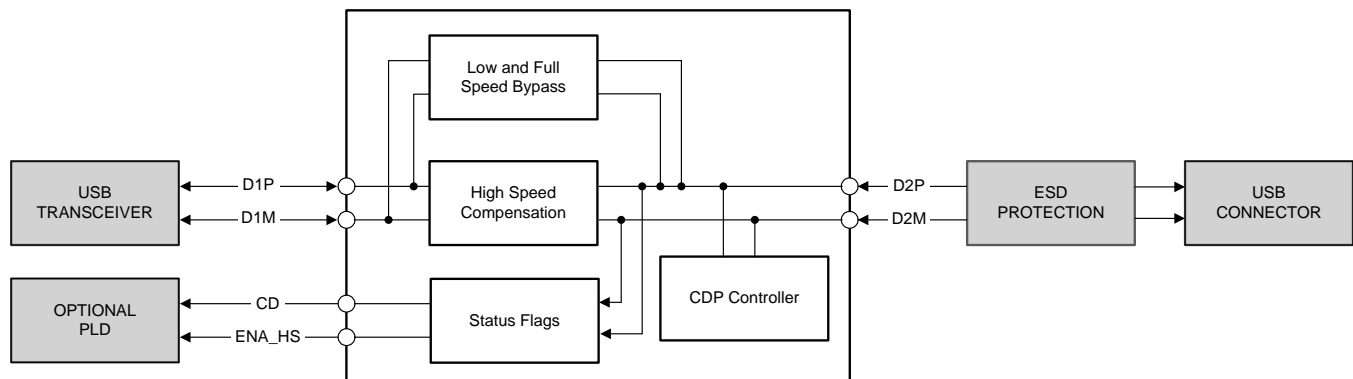 Low and Full
Speed Bypass
USB
TRANSCEIVER
D1P
D1M
High Speed
Compensation
D2P
D2M
ESD
PROTECTION
USB
CONNECTOR
OPTIONAL
PLD
CD
ENA_HS
Status Flags
CDP Controller